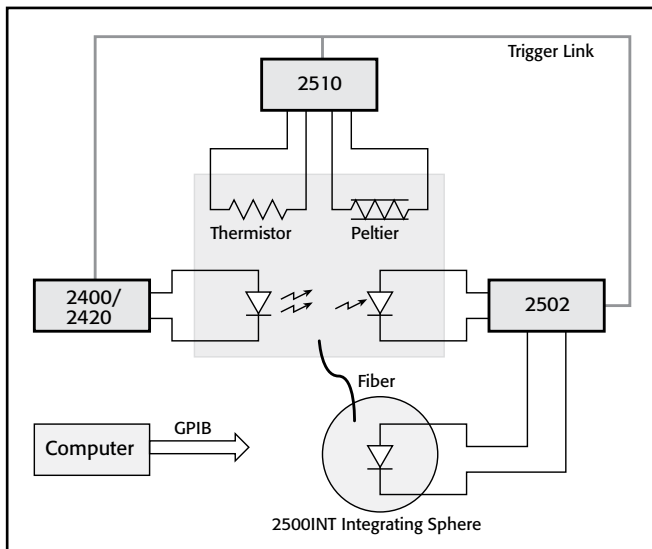 Trigger Link
2510
Thermistor
Peltier
2400/
2420
2502
Fiber
GPIB
Computer
2500INT Integrating Sphere